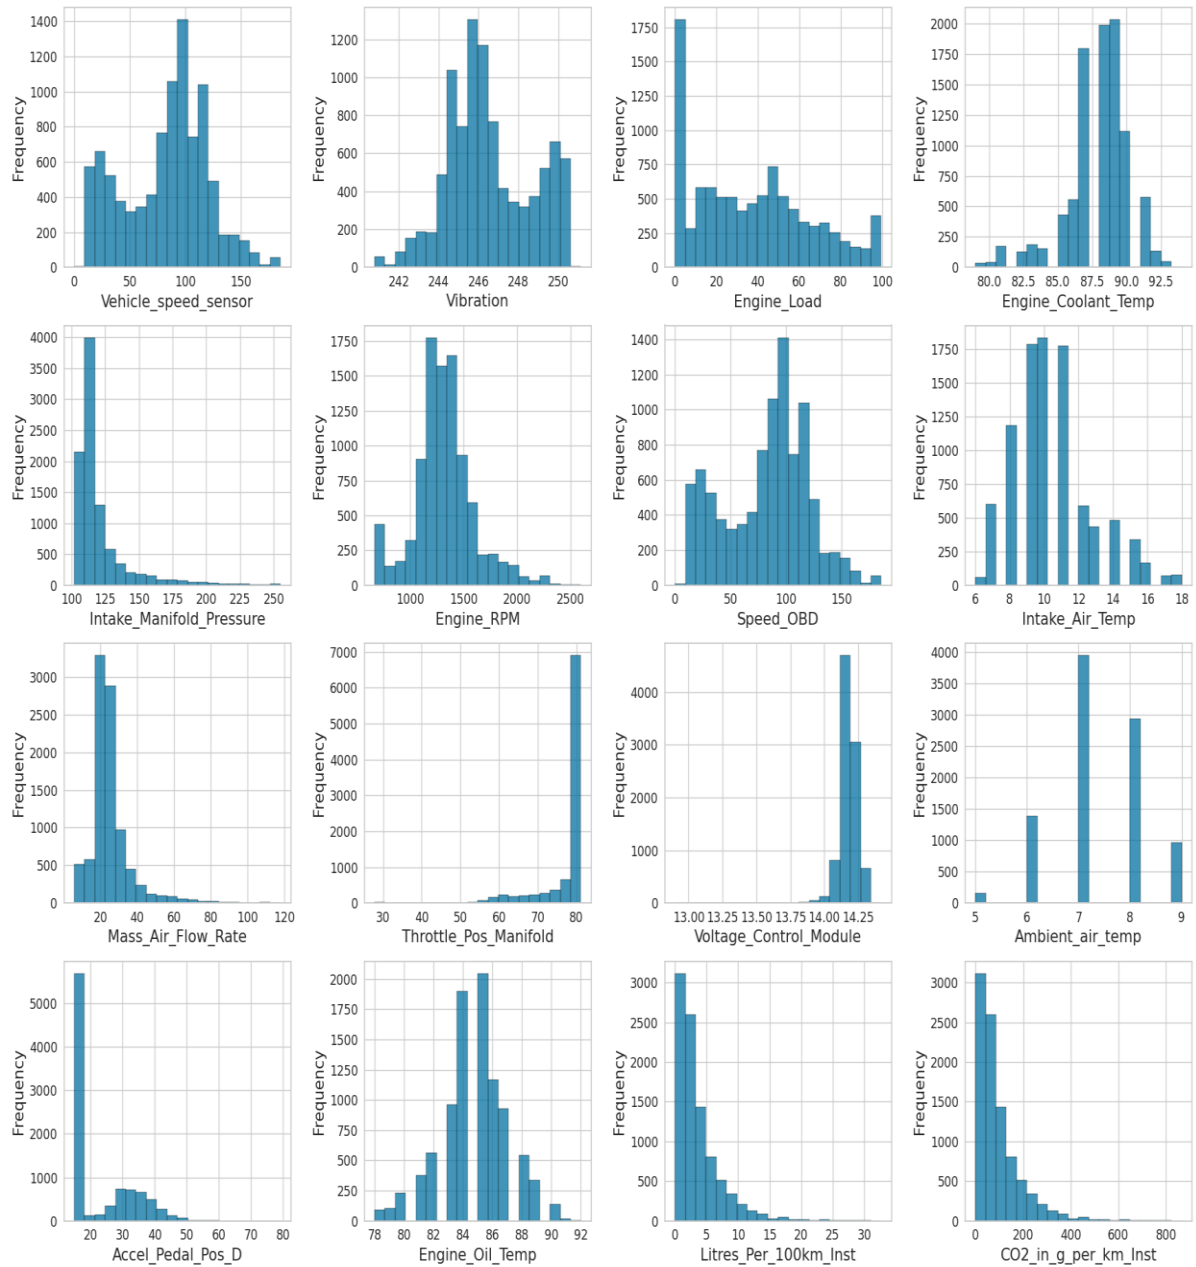 1400
1200
1000
800
600
400
200
0
Frequency
0 50 100 150
Vehicle_speed_sensor
1200
1000
800
600
400
200
0
Frequency
242 244 246 248 250
Vibration
1750
1500
1250
1000
750
500
250
0
Frequency
0 20 40 60 80 100
Engine_Load
2000
1750
1500
1250
1000
750
500
250
0
Frequency
80.0 82.5 85.0 87.5 90.0 92.5
Engine_Coolant_Temp
4000
3500
3000
2500
2000
1500
1000
500
0
Frequency
100 125 150 175 200 225 250
Intake_Manifold_Pressure
1750
1500
1250
1000
750
500
250
0
Frequency
1000 1500 2000 2500
Engine_RPM
1400
1200
1000
800
600
400
200
0
Frequency
0 50 100 150
Speed_OBD
1750
1500
1250
1000
750
500
250
0
Frequency
6 8 10 12 14 16 18
Intake_Air_Temp
3000
2500
2000
1500
1000
500
0
Frequency
20 40 60 80 100 120
Mass_Air_Flow_Rate
7000
6000
5000
4000
3000
2000
1000
0
Frequency
30 40 50 60 70 80
Throttle_Pos_Manifold
4000
3000
2000
1000
0
Frequency
13.00 13.25 13.50 13.75 14.00 14.25
Voltage_Control_Module
4000
3500
3000
2500
2000
1500
1000
500
0
Frequency
5 6 7 8 9
Ambient_air_temp
5000
4000
3000
2000
1000
0
Frequency
20 30 40 50 60 70 80
Accel_Pedal_Pos_D
2000
1750
1500
1250
1000
750
500
250
0
Frequency
78 80 82 84 86 88 90 92
Engine_Oil_Temp
3000
2500
2000
1500
1000
500
0
Frequency
0 5 10 15 20 25 30
Litres_Per_100km_Inst
3000
2500
2000
1500
1000
500
0
Frequency
0 200 400 600 800
CO2_in_g_per_km_Inst